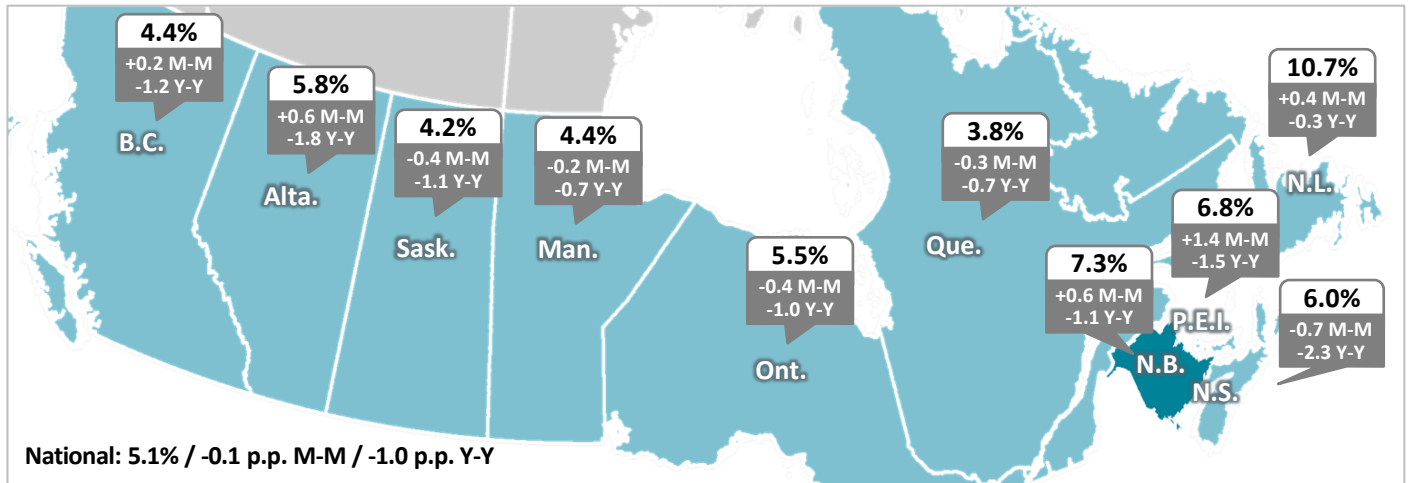 4.4%
+0.2 M-M
-1.2 Y-Y
B.C.
5.8%
+0.6 M-M
-1.8 Y-Y
Alta.
4.2%
-0.4 M-M
-1.1 Y-Y
Sask.
4.4%
-0.2 M-M
-0.7 Y-Y
Man.
5.5%
-0.4 M-M
-1.0 Y-Y
Ont.
3.8%
-0.3 M-M
-0.7 Y-Y
Que.
10.7%
+0.4 M-M
-0.3 Y-Y
N.L.
6.8%
+1.4 M-M
-1.5 Y-Y
P.E.I.
7.3%
+0.6 M-M
-1.1 Y-Y
N.B.
6.0%
-0.7 M-M
-2.3 Y-Y
N.S.
National: 5.1% / -0.1 p.p. M-M / -1.0 p.p. Y-Y